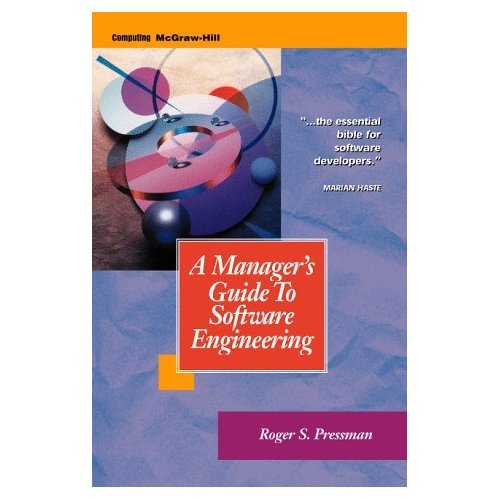 Computing McGraw-Hill
"...the essential
bible for
software
developers."
MARIAN HASTE
A Manager's
Guide To
Software
Engineering
Roger S. Pressman